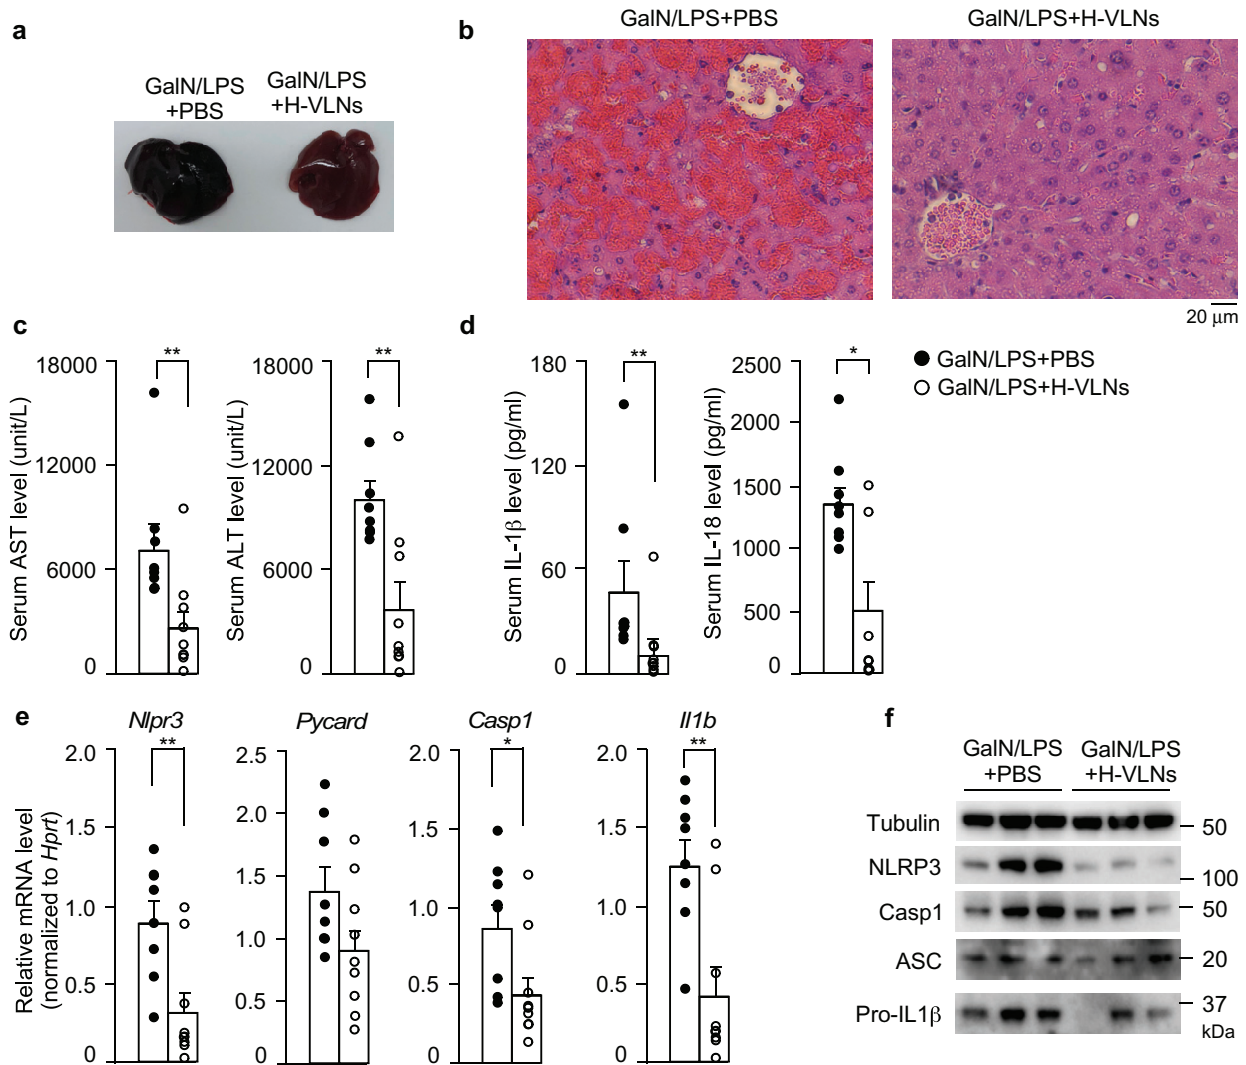 a
GalN/LPS
+PBS
GalN/LPS
+H-VLNs
b
GalN/LPS+PBS
GalN/LPS+H-VLNs
20 μm
c
Serum AST level (unit/L)
18000
12000
6000
0
**
Serum ALT level (unit/L)
18000
12000
6000
0
**
d
Serum IL-1β level (pg/ml)
180
120
60
0
**
Serum IL-18 level (pg/ml)
2500
2000
1500
1000
500
0
*
GalN/LPS+PBS
GalN/LPS+H-VLNs
e
Relative mRNA level
(normalized to Hprt)
Nlpr3
2.0
1.5
1.0
0.5
0
**
Pycard
2.5
2.0
1.5
1.0
0.5
0
Casp1
2.0
1.5
1.0
0.5
0
*
Il1b
2.0
1.5
1.0
0.5
0
**
f
GalN/LPS
+PBS
GalN/LPS
+H-VLNs
Tubulin
50
NLRP3
100
Casp1
50
ASC
20
Pro-IL1β
37
kDa